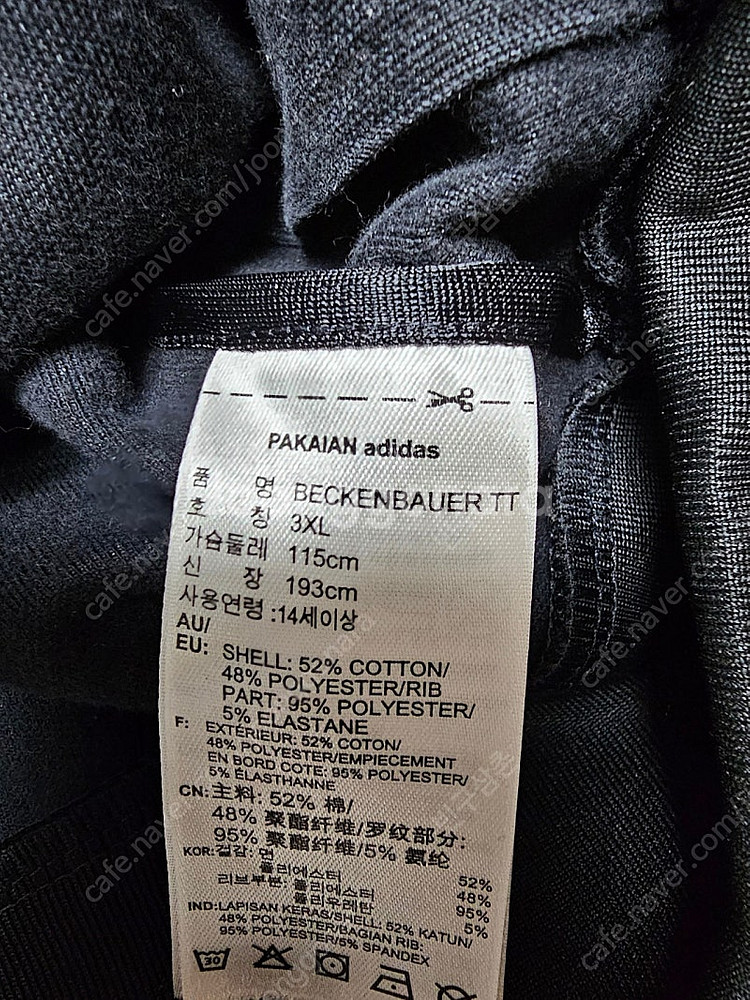 PAKAIAN adidas
품 명 BECKENBAUER TT
호 칭 3XL
가슴둘레 115cm
신 장 193cm
사용연령 :14세이상
AU/
EU: SHELL: 52% COTTON/
48% POLYESTER/RIB
PART: 95% POLYESTER/
5% ELASTANE
F: EXTÉRIEUR: 52% COTON/
48% POLYESTER/EMPIECEMENT
EN BORD COTE: 95% POLYESTER/
5% ÉLASTHANNE
CN: 主料: 52% 棉/
48% 聚酯纤维/罗纹部分:
95% 聚酯纤维/5% 氨纶
KOR: 겉감: 면 52%
폴리에스터 48%
리브부분: 폴리에스터 95%
폴리우레탄 5%
IND: LAPISAN KERAS/SHELL: 52% KATUN/
48% POLYESTER/BAGIAN RIB:
95% POLYESTER/5% SPANDEX
30